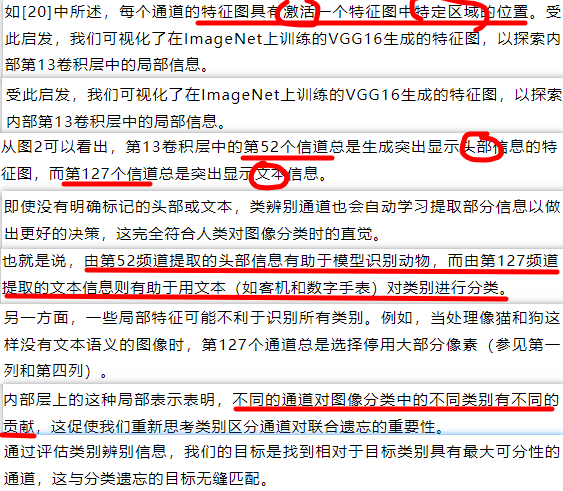 如[20]中所述，每个通道的特征图具有激活一个特征图中特定区域的位置。受
此启发，我们可视化了在ImageNet上训练的VGG16生成的特征图，以探索内
部第13卷积层中的局部信息。
受此启发，我们可视化了在ImageNet上训练的VGG16生成的特征图，以探索
内部第13卷积层中的局部信息。
从图2可以看出，第13卷积层中的第52个信道总是生成突出显示头部信息的特
征图，而第127个信道总是突出显示文本信息。
即使没有明确标记的头部或文本，类辨别通道也会自动学习提取部分信息以做
出更好的决策，这完全符合人类对图像分类时的直觉。
也就是说，由第52频道提取的头部信息有助于模型识别动物，而由第127频道
提取的文本信息则有助于用文本（如客机和数字手表）对类别进行分类。
另一方面，一些局部特征可能不利于识别所有类别。例如，当处理像猫和狗这
样没有文本语义的图像时，第127个通道总是选择停用大部分像素（参见第一
列和第四列）。
内部层上的这种局部表示表明，不同的通道对图像分类中的不同类别有不同的
贡献，这促使我们重新思考类别区分通道对联合遗忘的重要性。
通过评估类别辨别信息，我们的目标是找到相对于目标类别具有最大可分性的
通道，这与分类遗忘的目标无缝匹配。